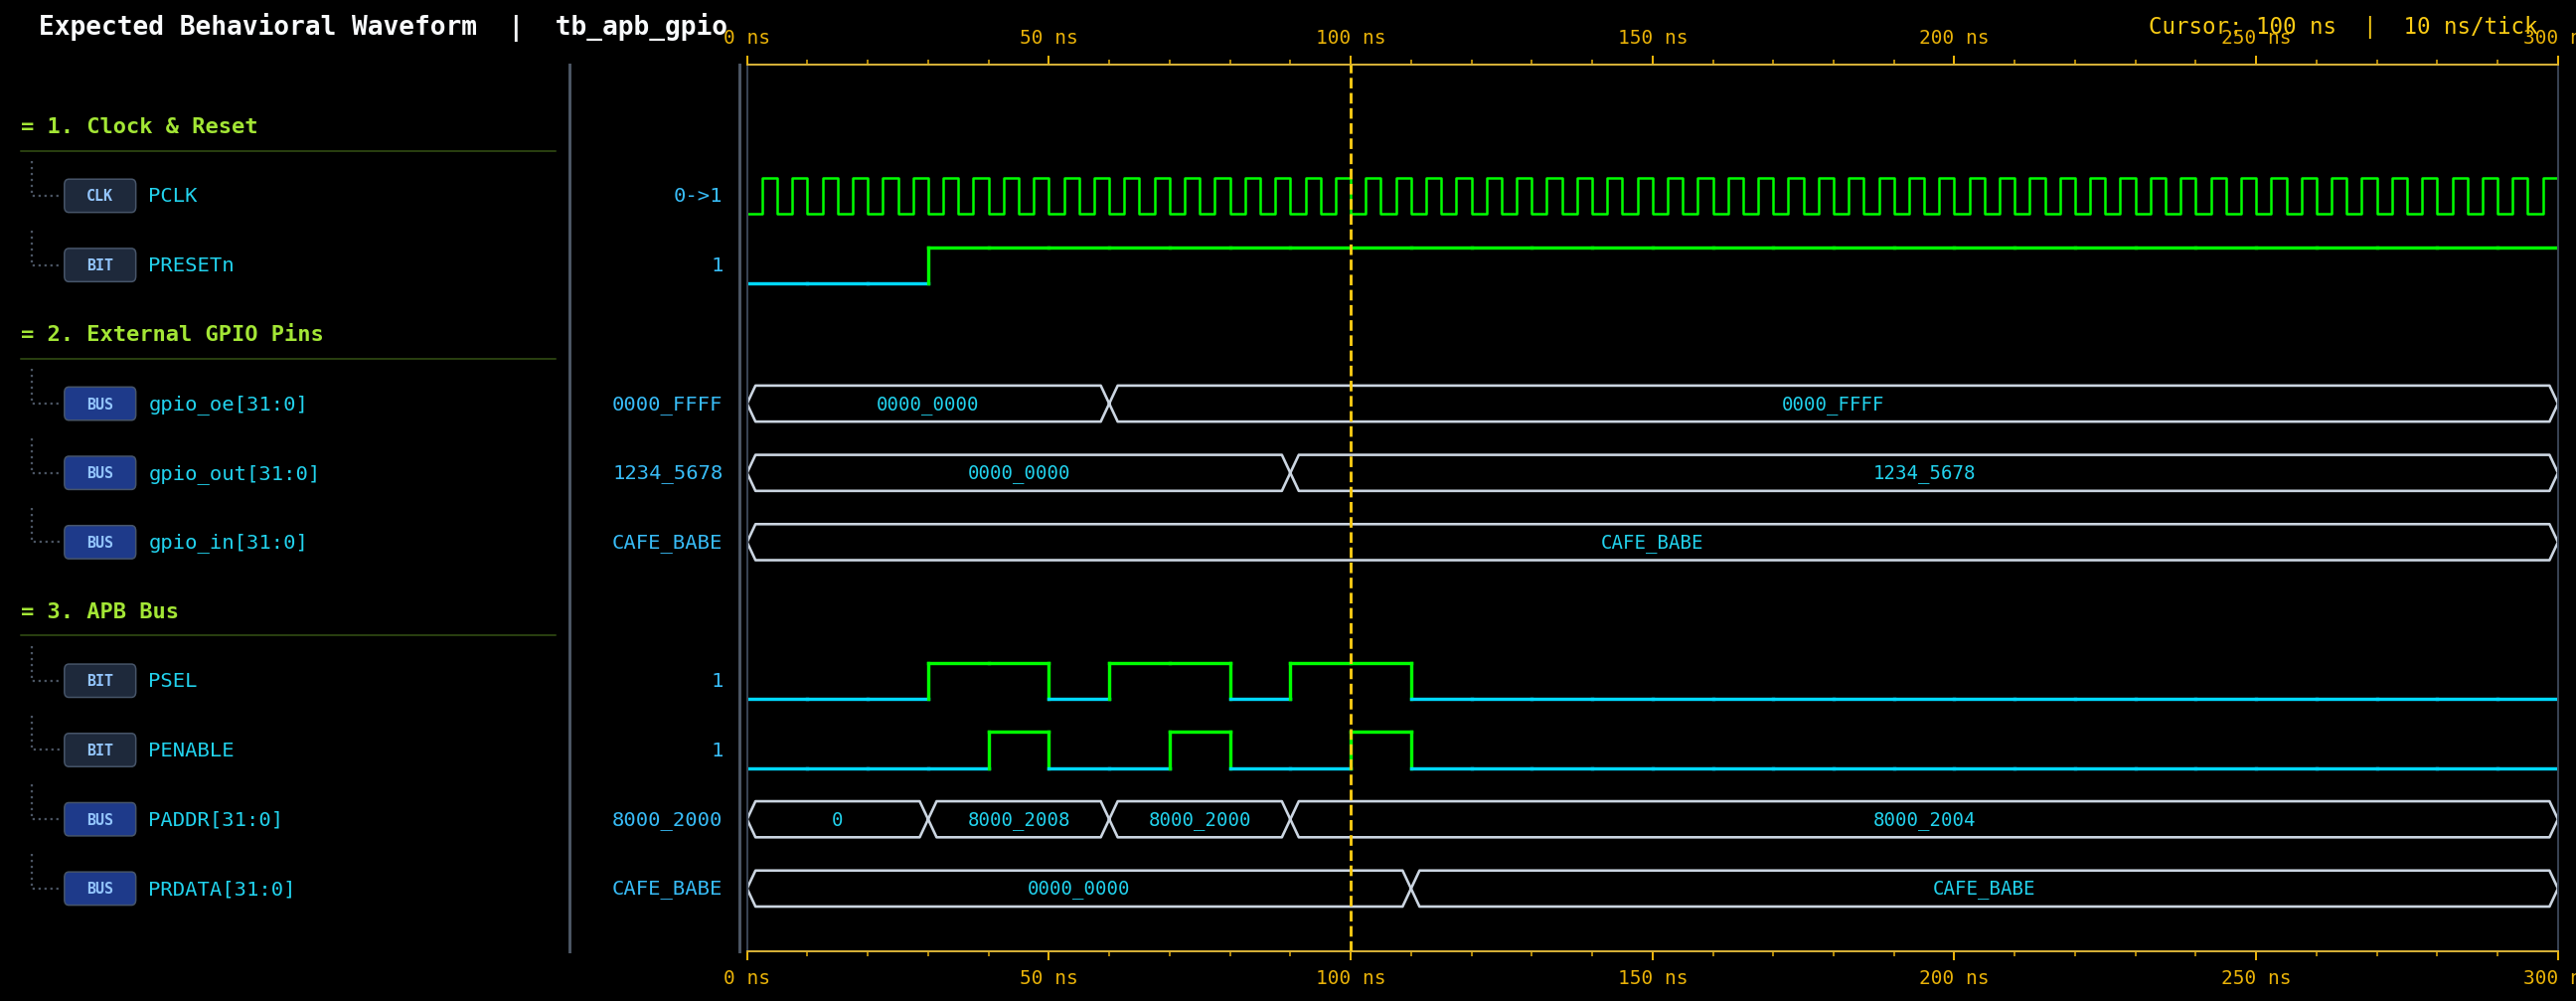 Expected Behavioral Waveform | tb_apb_gpio
Cursor: 100 ns | 10 ns/tick
0 ns 50 ns 100 ns 150 ns 200 ns 250 ns 300 n
= 1. Clock & Reset
CLK PCLK 0->1
BIT PRESETn 1
= 2. External GPIO Pins
BUS gpio_oe[31:0] 0000_FFFF 0000_0000 0000_FFFF
BUS gpio_out[31:0] 1234_5678 0000_0000 1234_5678
BUS gpio_in[31:0] CAFE_BABE CAFE_BABE
= 3. APB Bus
BIT PSEL 1
BIT PENABLE 1
BUS PADDR[31:0] 8000_2000 0 8000_2008 8000_2000 8000_2004
BUS PRDATA[31:0] CAFE_BABE 0000_0000 CAFE_BABE
0 ns 50 ns 100 ns 150 ns 200 ns 250 ns 300 n